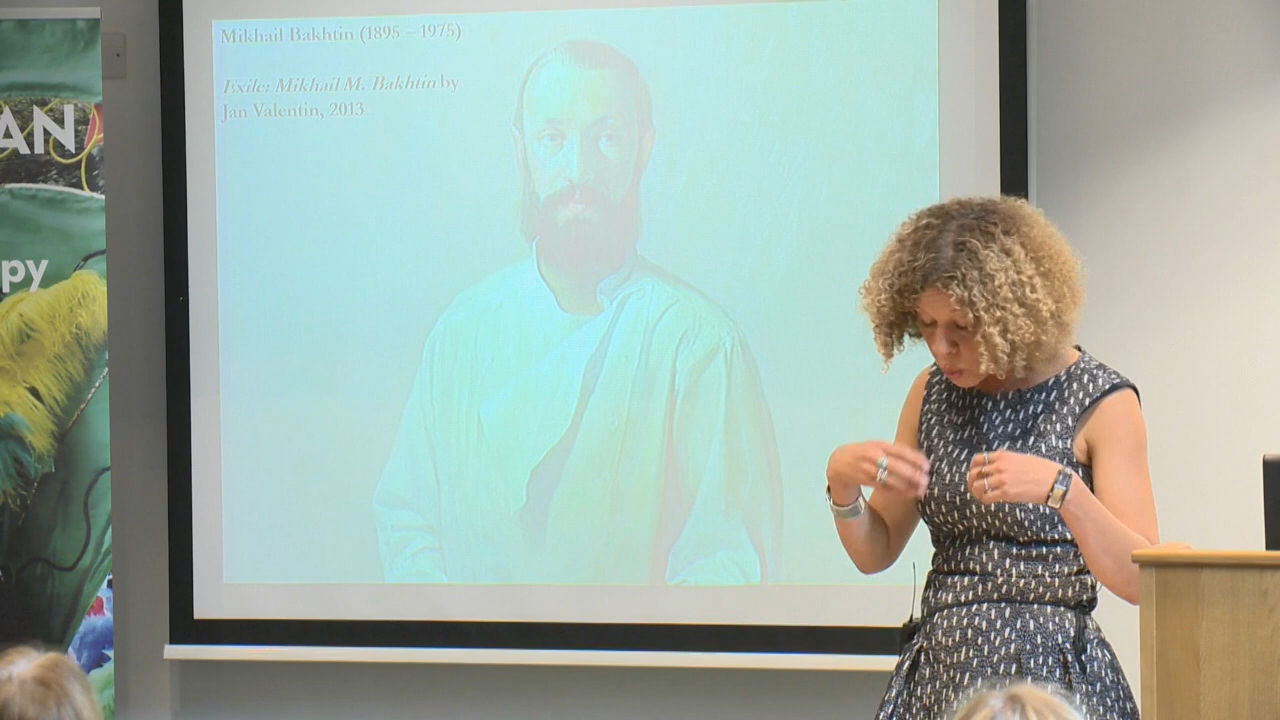 Mikhail Bakhtin (1895 – 1975)
Exile: Mikhail M. Bakhtin by
Jan Valentin, 2013
AN
py